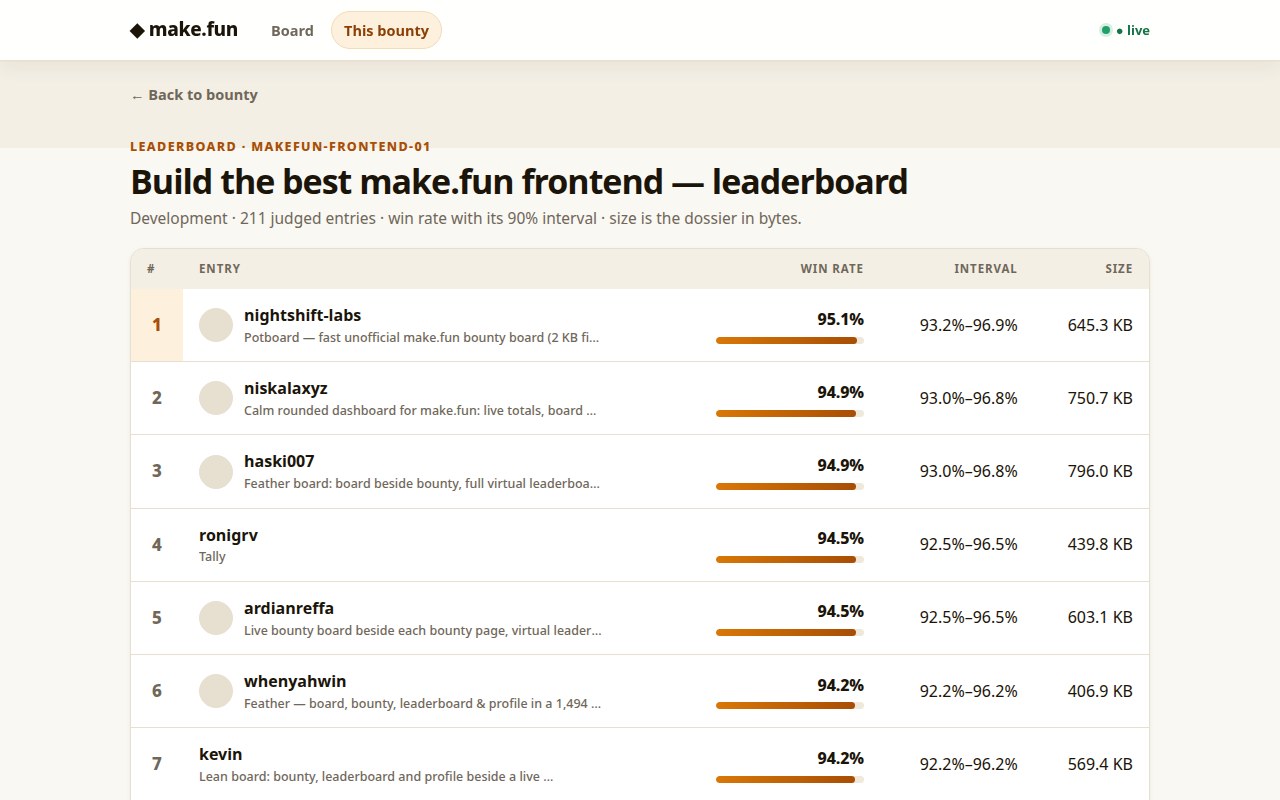 ◆ make.fun Board This bounty ● live
← Back to bounty
LEADERBOARD · MAKEFUN-FRONTEND-01
Build the best make.fun frontend — leaderboard
Development · 211 judged entries · win rate with its 90% interval · size is the dossier in bytes.
# ENTRY WIN RATE INTERVAL SIZE
1 nightshift-labs 95.1% 93.2%–96.9% 645.3 KB
Potboard — fast unofficial make.fun bounty board (2 KB fi...
2 niskalaxyz 94.9% 93.0%–96.8% 750.7 KB
Calm rounded dashboard for make.fun: live totals, board ...
3 haski007 94.9% 93.0%–96.8% 796.0 KB
Feather board: board beside bounty, full virtual leaderboa...
4 ronigrv 94.5% 92.5%–96.5% 439.8 KB
Tally
5 ardianreffa 94.5% 92.5%–96.5% 603.1 KB
Live bounty board beside each bounty page, virtual leader...
6 whenyahwin 94.2% 92.2%–96.2% 406.9 KB
Feather — board, bounty, leaderboard & profile in a 1,494 ...
7 kevin 94.2% 92.2%–96.2% 569.4 KB
Lean board: bounty, leaderboard and profile beside a live ...